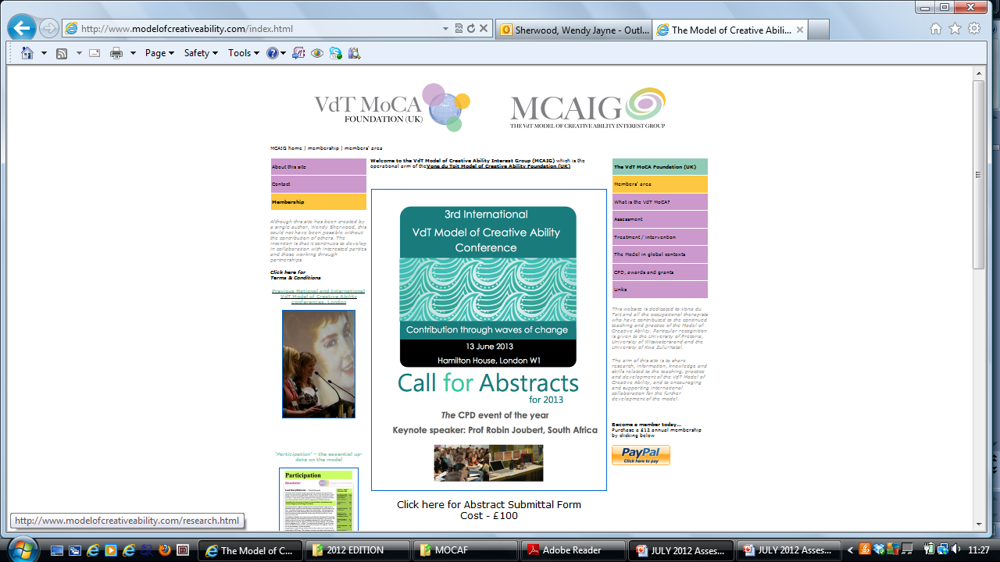 http://www.modelofcreativeability.com/index.html
Sherwood, Wendy Jayne - Outl...
The Model of Creative Abili...
Page
Safety
Tools
VdT MoCA
FOUNDATION (UK)
MCAIG
THE VdT MODEL OF CREATIVE ABILITY INTEREST GROUP
MCAIG home | membership | members' area
About this site
Contact
Membership
Although this site has been created by
a single author, Wendy Sherwood, this
could not have been possible without
the contribution of others. The
intention is that it continues to develop
in collaboration with interested parties
and those working through
partnerships.
Click here for
Terms & Conditions
Previous National and International
VdT Model of Creative Ability
conferences, London
'Participation' - the essential up-
date on the model
Participation
Newsletter
Welcome to the VdT Model of Creative Ability Interest Group (MCAIG) which is the
operational arm of the Vona du Toit Model of Creative Ability Foundation (UK)
3rd International
VdT Model of Creative Ability
Conference
Contribution through waves of change
13 June 2013
Hamilton House, London W1
Call for Abstracts
for 2013
The CPD event of the year
Keynote speaker: Prof Robin Joubert, South Africa
Click here for Abstract Submittal Form
Cost - £100
The VdT MoCA Foundation (UK)
Members' area
What is the VdT MoCA?
Assessment
Treatment / intervention
The Model in global contexts
CPD, awards and grants
Links
This website is dedicated to Vona du
Toit and all the occupational therapists
who have contributed to the continued
teaching and practice of the Model of
Creative Ability. Particular recognition
is given to the University of Pretoria,
University of Witswatersrand and the
University of Kwa Zulu-Natal.
The aim of this site is to share
research, information, knowledge and
skills related to the teaching, practice
and development of the VdT Model of
Creative Ability, and to encouraging
and supporting international
collaboration for the further
development of the model.
Become a member today...
Purchase a £12 annual membership
by clicking below
PayPal
Click here to pay
http://www.modelofcreativeability.com/research.html
The Model of C...
2012 EDITION
MOCAF
Adobe Reader
JULY 2012 Asses...
JULY 2012 Asses...
11:27